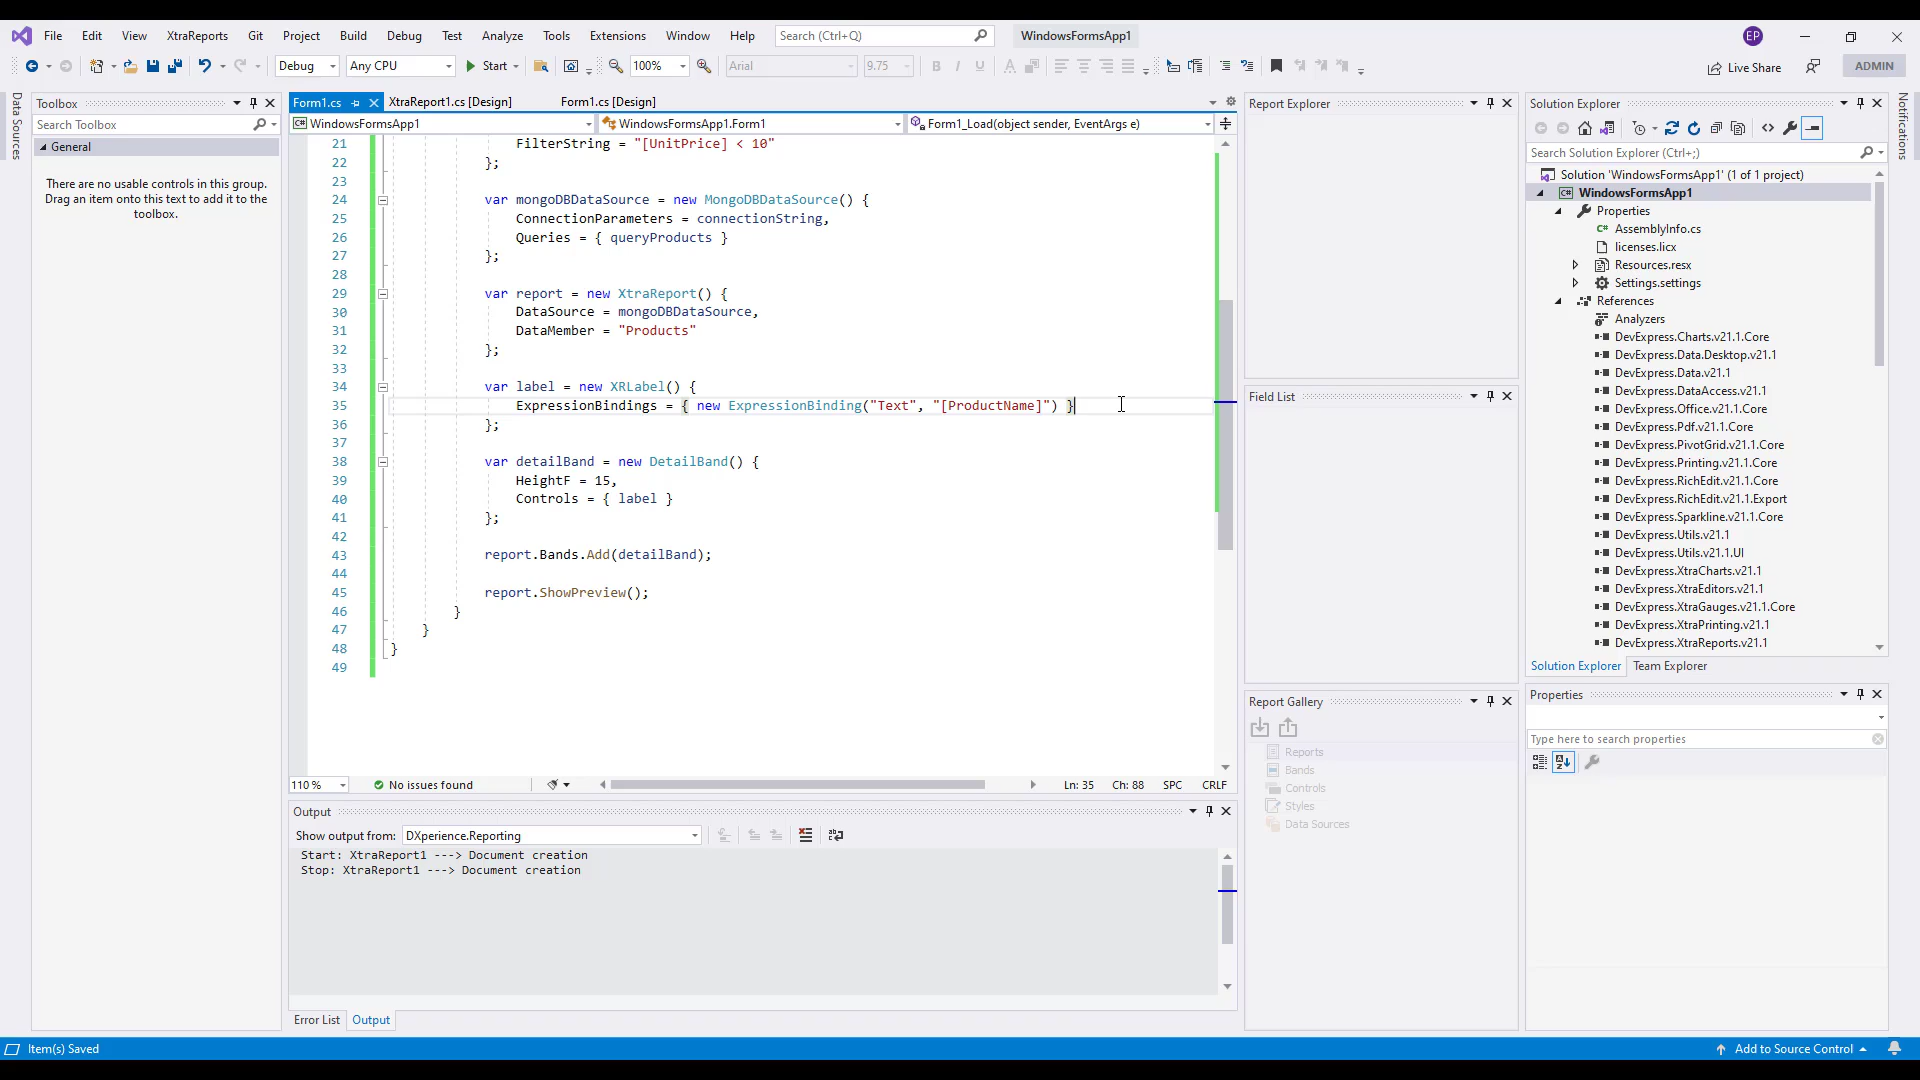 File Edit View XtraReports Git Project Build Debug Test Analyze Tools Extensions Window Help Search (Ctrl+Q) WindowsFormsApp1 EP
Debug Any CPU Start 100% Arial 9.75 B I U Live Share ADMIN
Data Sources
Toolbox
Search Toolbox
General
There are no usable controls in this group.
Drag an item onto this text to add it to the
toolbox.
Form1.cs XtraReport1.cs [Design] Form1.cs [Design]
WindowsFormsApp1 WindowsFormsApp1.Form1 Form1_Load(object sender, EventArgs e)
21 FilterString = "[UnitPrice] < 10"
22 };
23
24 var mongoDBDataSource = new MongoDBDataSource() {
25 ConnectionParameters = connectionString,
26 Queries = { queryProducts }
27 };
28
29 var report = new XtraReport() {
30 DataSource = mongoDBDataSource,
31 DataMember = "Products"
32 };
33
34 var label = new XRLabel() {
35 ExpressionBindings = { new ExpressionBinding("Text", "[ProductName]") }
36 };
37
38 var detailBand = new DetailBand() {
39 HeightF = 15,
40 Controls = { label }
41 };
42
43 report.Bands.Add(detailBand);
44
45 report.ShowPreview();
46 }
47 }
48 }
49
110 % No issues found Ln: 35 Ch: 88 SPC CRLF
Output
Show output from: DXperience.Reporting
Start: XtraReport1 ---> Document creation
Stop: XtraReport1 ---> Document creation
Error List Output
Report Explorer
Field List
Report Gallery
Reports
Bands
Controls
Styles
Data Sources
Solution Explorer
Search Solution Explorer (Ctrl+;)
Solution 'WindowsFormsApp1' (1 of 1 project)
WindowsFormsApp1
Properties
AssemblyInfo.cs
licenses.licx
Resources.resx
Settings.settings
References
Analyzers
DevExpress.Charts.v21.1.Core
DevExpress.Data.Desktop.v21.1
DevExpress.Data.v21.1
DevExpress.DataAccess.v21.1
DevExpress.Office.v21.1.Core
DevExpress.Pdf.v21.1.Core
DevExpress.PivotGrid.v21.1.Core
DevExpress.Printing.v21.1.Core
DevExpress.RichEdit.v21.1.Core
DevExpress.RichEdit.v21.1.Export
DevExpress.Sparkline.v21.1.Core
DevExpress.Utils.v21.1
DevExpress.Utils.v21.1.UI
DevExpress.XtraCharts.v21.1
DevExpress.XtraEditors.v21.1
DevExpress.XtraGauges.v21.1.Core
DevExpress.XtraPrinting.v21.1
DevExpress.XtraReports.v21.1
Solution Explorer Team Explorer
Properties
Type here to search properties
Notifications
Item(s) Saved Add to Source Control